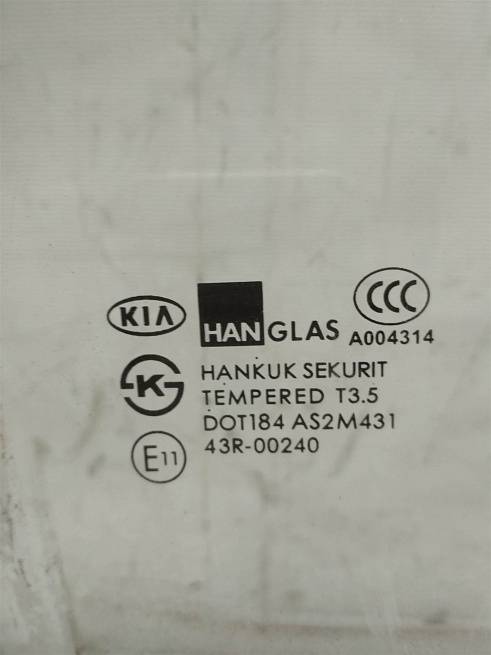 KIA HANGLAS CCC
A004314
K HANKUK SEKURIT
TEMPERED T3.5
DOT184 AS2M431
E11 43R-00240